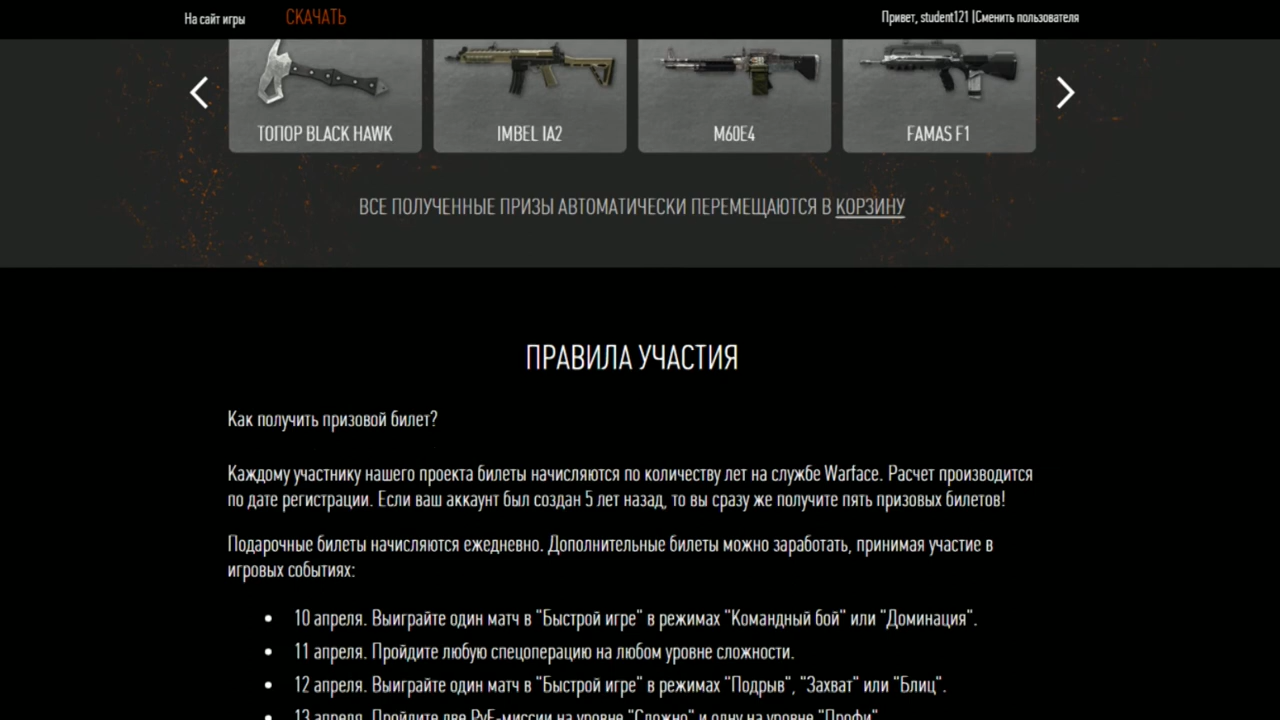 На сайт игры СКАЧАТЬ Привет, student121 |Сменить пользователя
ТОПОР BLACK HAWK IMBEL IA2 M60E4 FAMAS F1
ВСЕ ПОЛУЧЕННЫЕ ПРИЗЫ АВТОМАТИЧЕСКИ ПЕРЕМЕЩАЮТСЯ В КОРЗИНУ
ПРАВИЛА УЧАСТИЯ
Как получить призовой билет?
Каждому участнику нашего проекта билеты начисляются по количеству лет на службе Warface. Расчет производится
по дате регистрации. Если ваш аккаунт был создан 5 лет назад, то вы сразу же получите пять призовых билетов!
Подарочные билеты начисляются ежедневно. Дополнительные билеты можно заработать, принимая участие в
игровых событиях:
• 10 апреля. Выиграйте один матч в "Быстрой игре" в режимах "Командный бой" или "Доминация".
• 11 апреля. Пройдите любую спецоперацию на любом уровне сложности.
• 12 апреля. Выиграйте один матч в "Быстрой игре" в режимах "Подрыв", "Захват" или "Блиц".
• 13 апреля. Пройдите две PvE-миссии на уровне "Сложно" и одну на уровне "Профи".